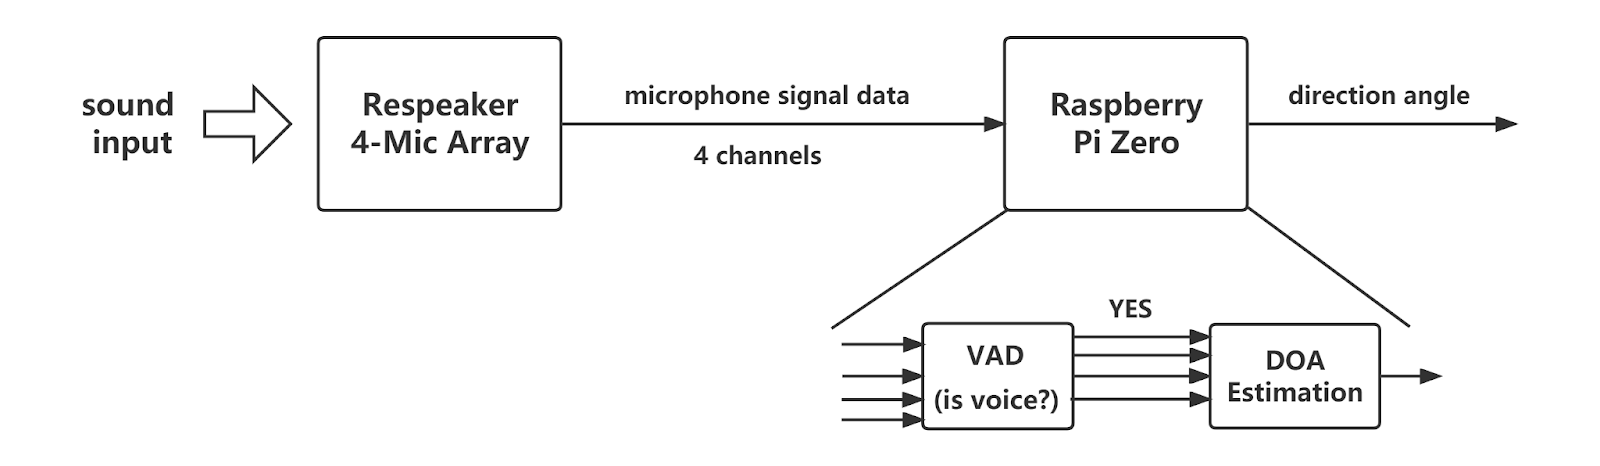 sound
input
Respeaker
4-Mic Array
microphone signal data
4 channels
Raspberry
Pi Zero
direction angle
YES
VAD
(is voice?)
DOA
Estimation